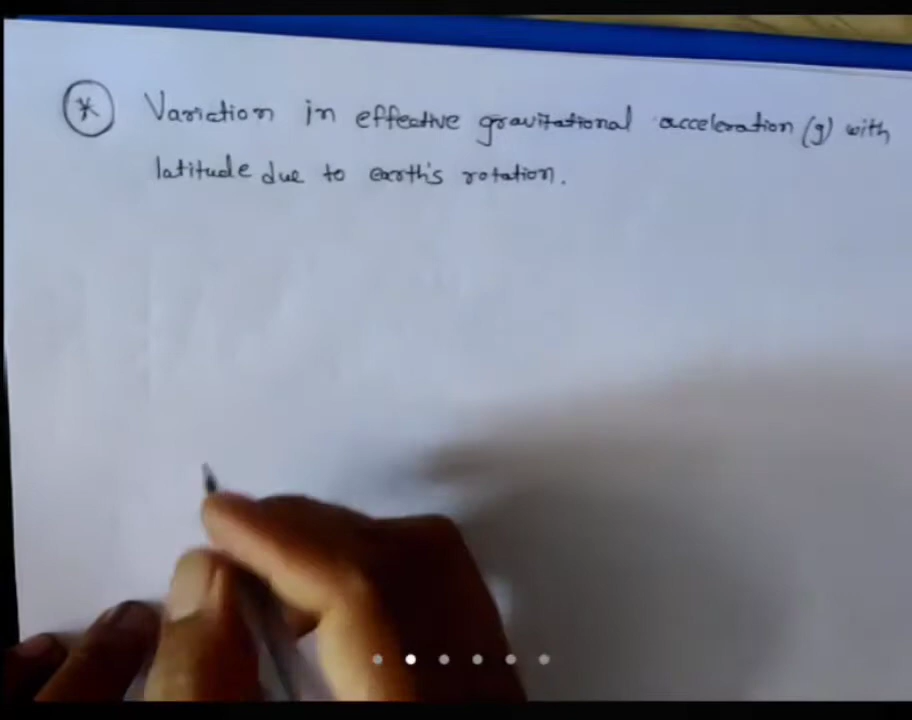 * Variation in effective gravitational acceleration (g) with
latitude due to earth's rotation.